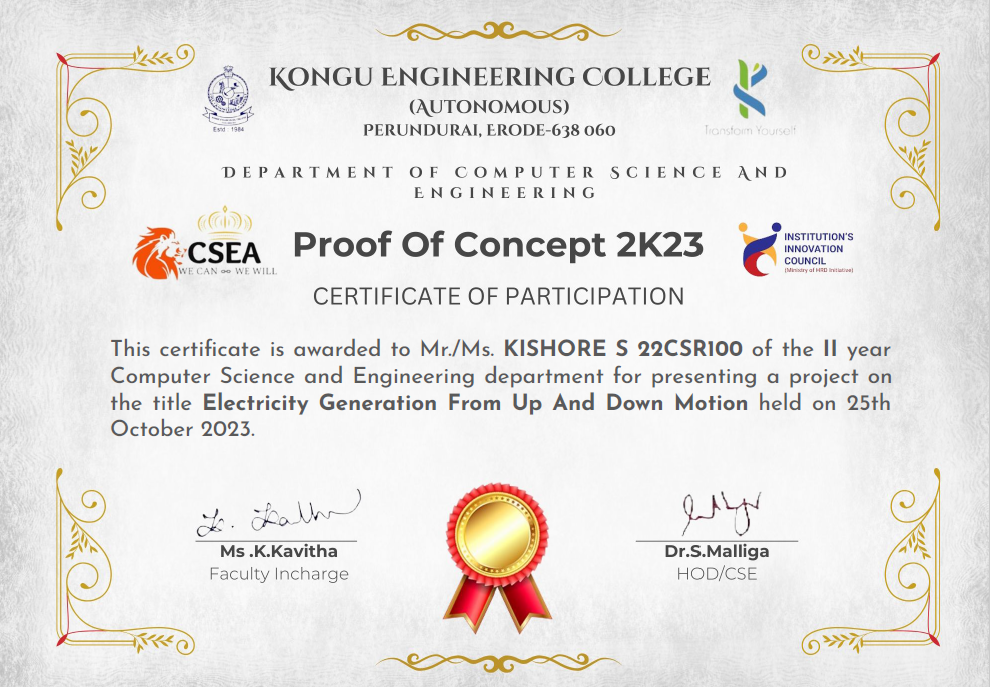 KONGU ENGINEERING COLLEGE
(AUTONOMOUS)
PERUNDURAI, ERODE-638 060
Estd : 1984
Transform Yourself
DEPARTMENT OF COMPUTER SCIENCE AND
ENGINEERING
CSEA
WE CAN ∞ WE WILL
Proof Of Concept 2K23
INSTITUTION'S
INNOVATION
COUNCIL
(Ministry of HRD Initiative)
CERTIFICATE OF PARTICIPATION
This certificate is awarded to Mr./Ms. KISHORE S 22CSR100 of the II year
Computer Science and Engineering department for presenting a project on
the title Electricity Generation From Up And Down Motion held on 25th
October 2023.
Ms .K.Kavitha
Faculty Incharge
Dr.S.Malliga
HOD/CSE